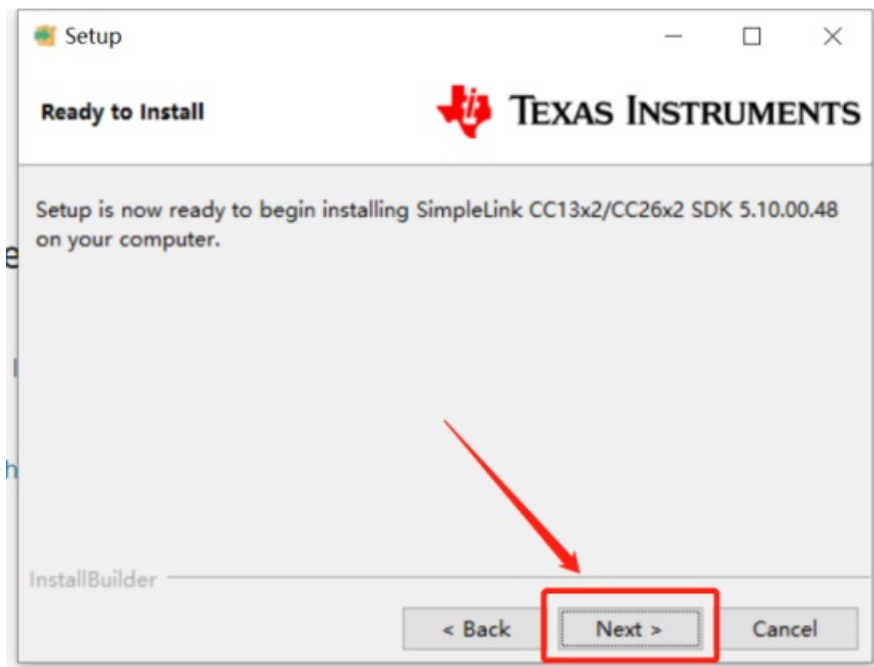 Setup
Ready to Install
TEXAS INSTRUMENTS
Setup is now ready to begin installing SimpleLink CC13x2/CC26x2 SDK 5.10.00.48
on your computer.
e
h
InstallBuilder
< Back
Next >
Cancel